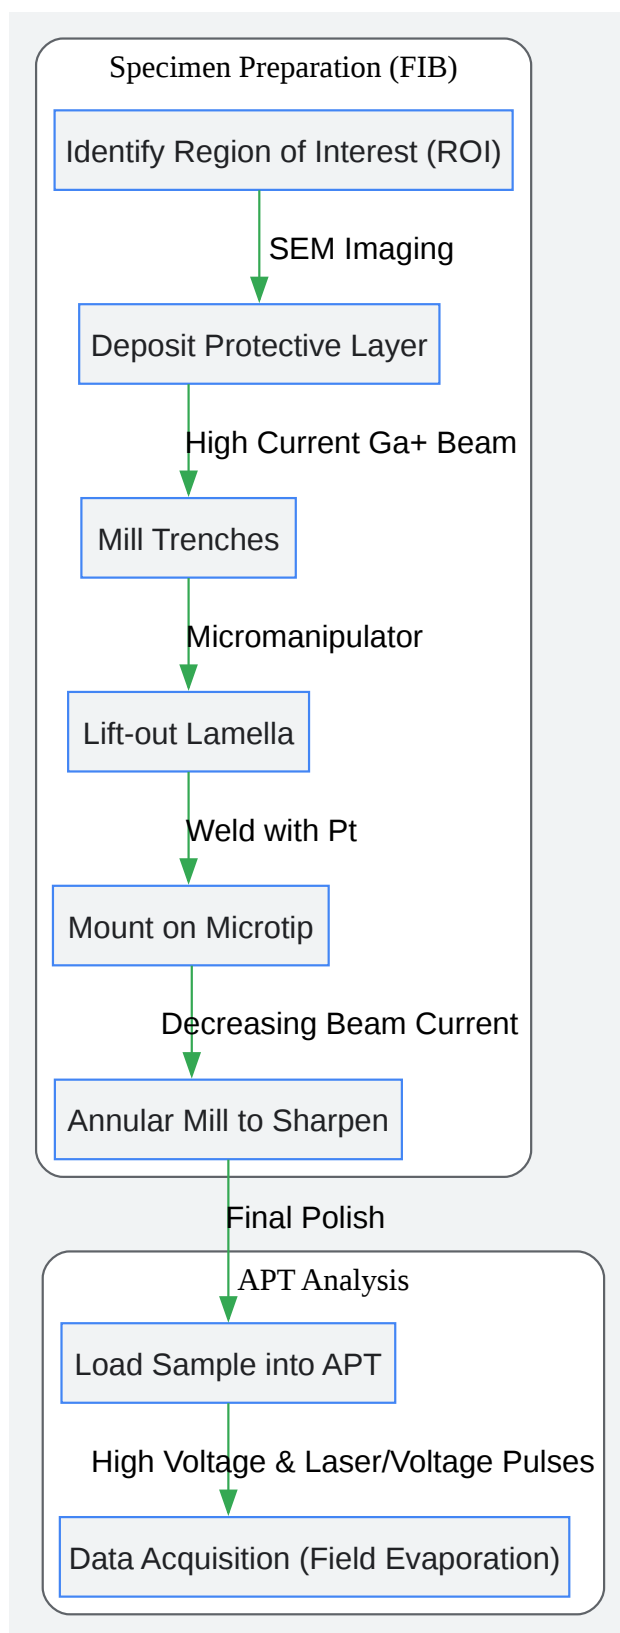 Specimen Preparation (FIB)
Identify Region of Interest (ROI)
SEM Imaging
Deposit Protective Layer
High Current Ga+ Beam
Mill Trenches
Micromanipulator
Lift-out Lamella
Weld with Pt
Mount on Microtip
Decreasing Beam Current
Annular Mill to Sharpen
Final Polish
APT Analysis
Load Sample into APT
High Voltage & Laser/Voltage Pulses
Data Acquisition (Field Evaporation)